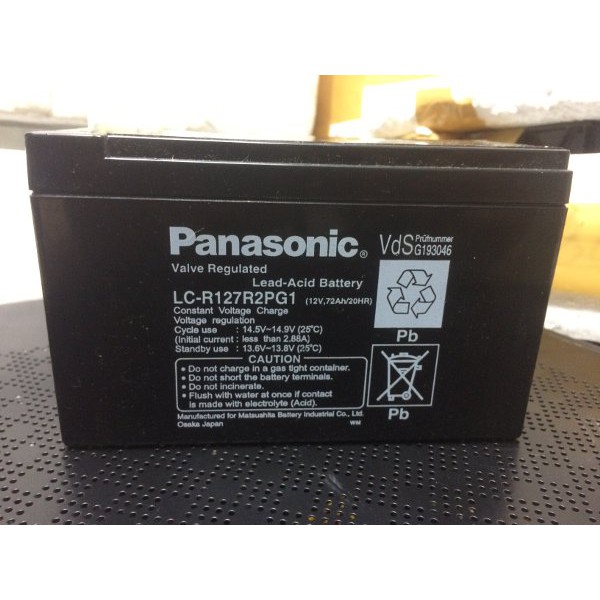 Panasonic®
Valve Regulated
Lead-Acid Battery
LC-R127R2PG1 (12V,72Ah/20HR)
Constant Voltage Charge
Voltage regulation
Cycle use : 14.5V~14.9V (25°C)
(Initial current : less than 2.88A)
Standby use : 13.6V~13.8V (25°C)
CAUTION
• Do not charge in a gas tight container.
• Do not short the battery terminals.
• Do not incinerate.
• Flush with water at once if contact
is made with electrolyte (Acid).
Manufactured for Matsushita Battery Industrial Co., Ltd.
Osaka Japan
WM
VdS Prüfnummer
G193046
Pb
Pb